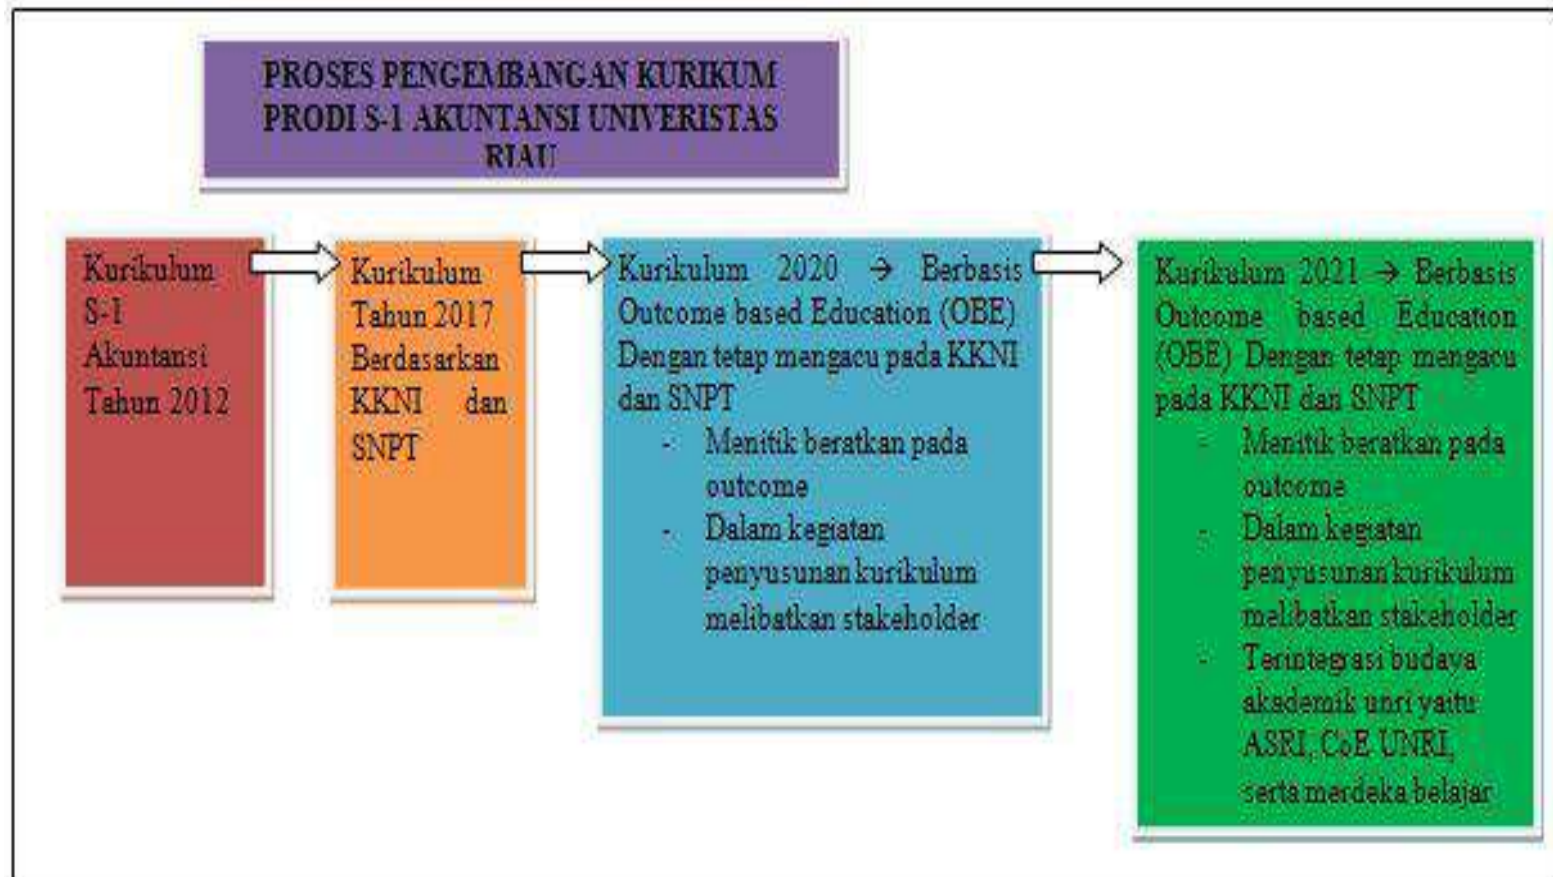 PROSES PENGEMBANGAN KURIKUM
PRODI S-1 AKUNTANSI UNIVERISTAS
RIAU
Kurikulum
S-1
Akuntansi
Tahun 2012
Kurikulum
Tahun 2017
Berdasarkan
KKNI dan
SNPT
Kurikulum 2020 → Berbasis
Outcome based Education (OBE)
Dengan tetap mengacu pada KKNI
dan SNPT
- Menitik beratkan pada
outcome
- Dalam kegiatan
penyusunan kurikulum
melibatkan stakeholder
Kurikulum 2021 → Berbasis
Outcome based Education
(OBE) Dengan tetap mengacu
pada KKNI dan SNPT
- Menitik beratkan pada
outcome
- Dalam kegiatan
penyusunan kurikulum
melibatkan stakeholder
- Terintegrasi budaya
akademik unri yaitu
ASRI, CoE UNRI,
serta merdeka belajar